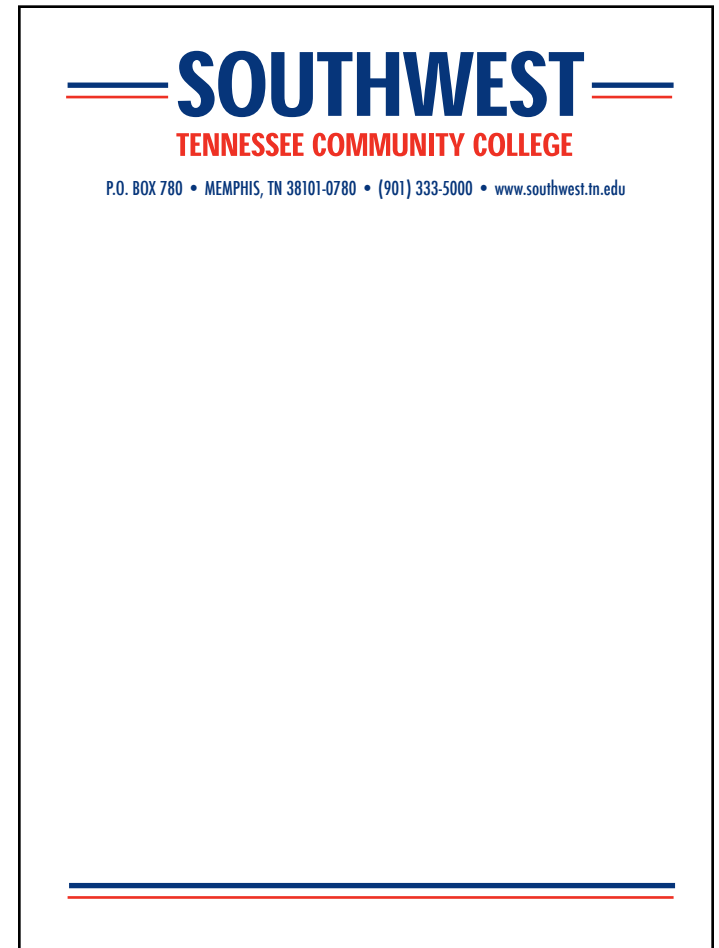 SOUTHWEST
TENNESSEE COMMUNITY COLLEGE
P.O. BOX 780 • MEMPHIS, TN 38101-0780 • (901) 333-5000 • www.southwest.tn.edu